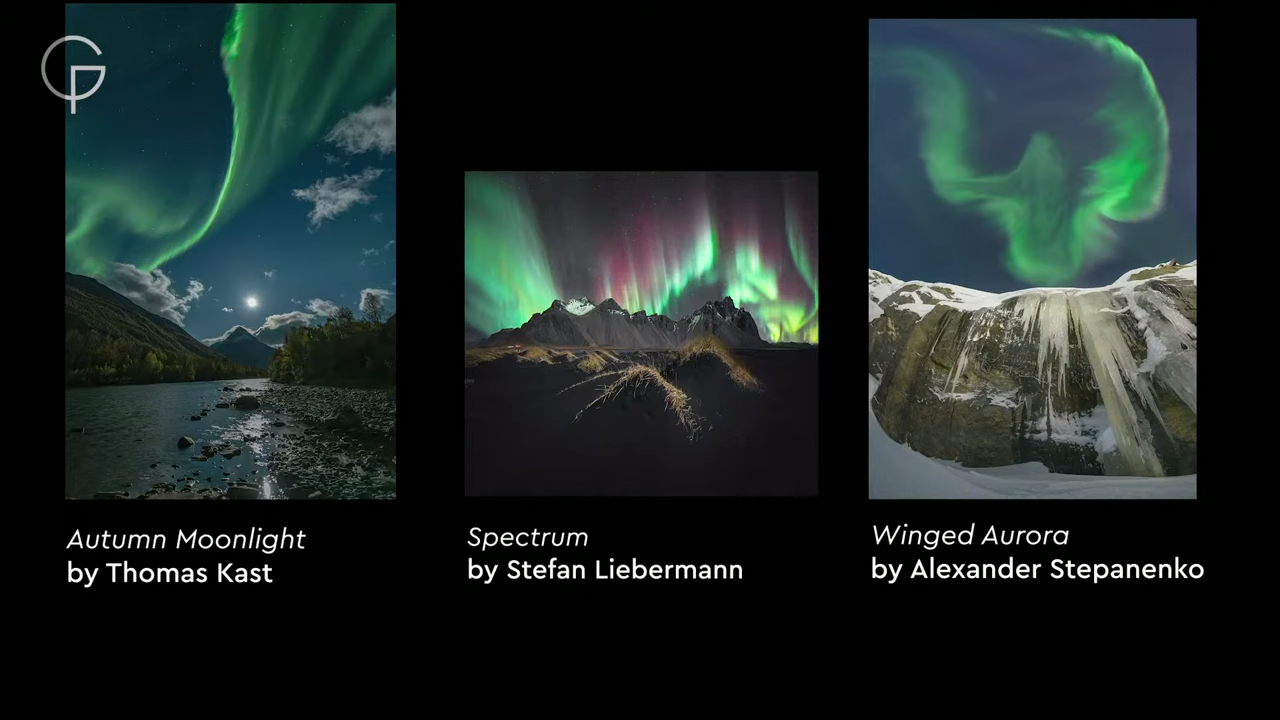 Autumn Moonlight
by Thomas Kast
Spectrum
by Stefan Liebermann
Winged Aurora
by Alexander Stepanenko